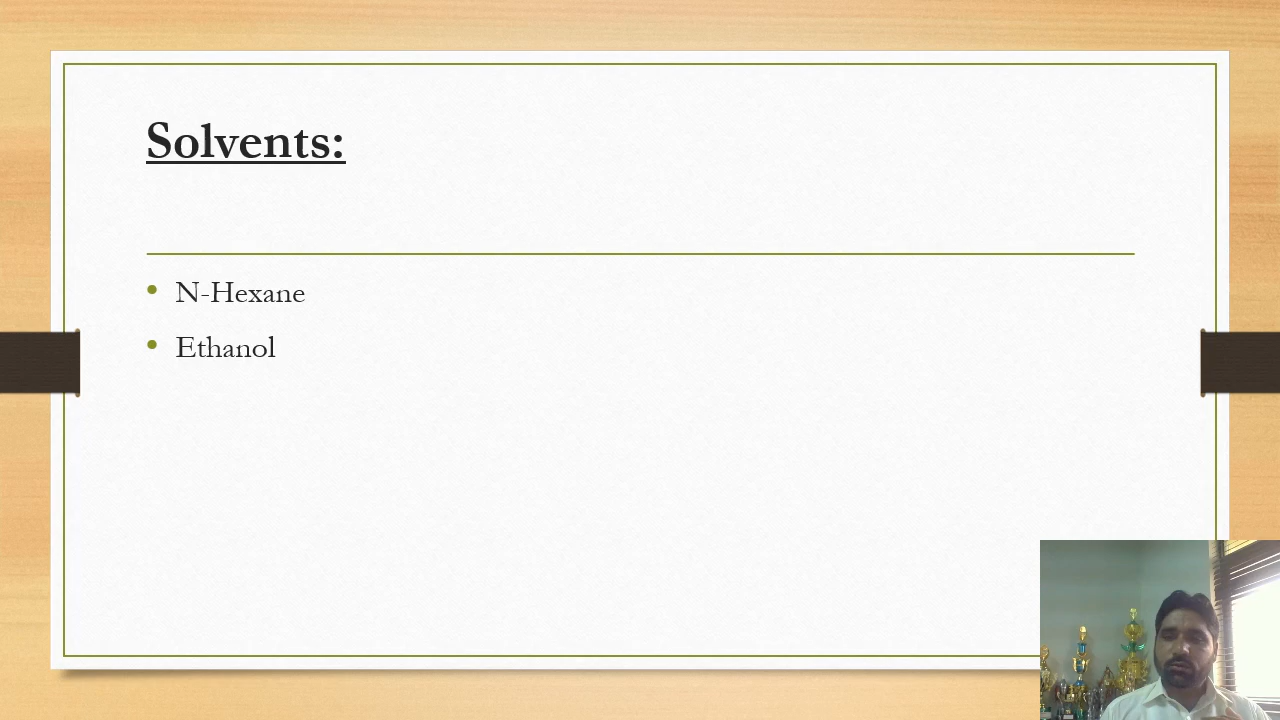 Solvents:
• N-Hexane
• Ethanol